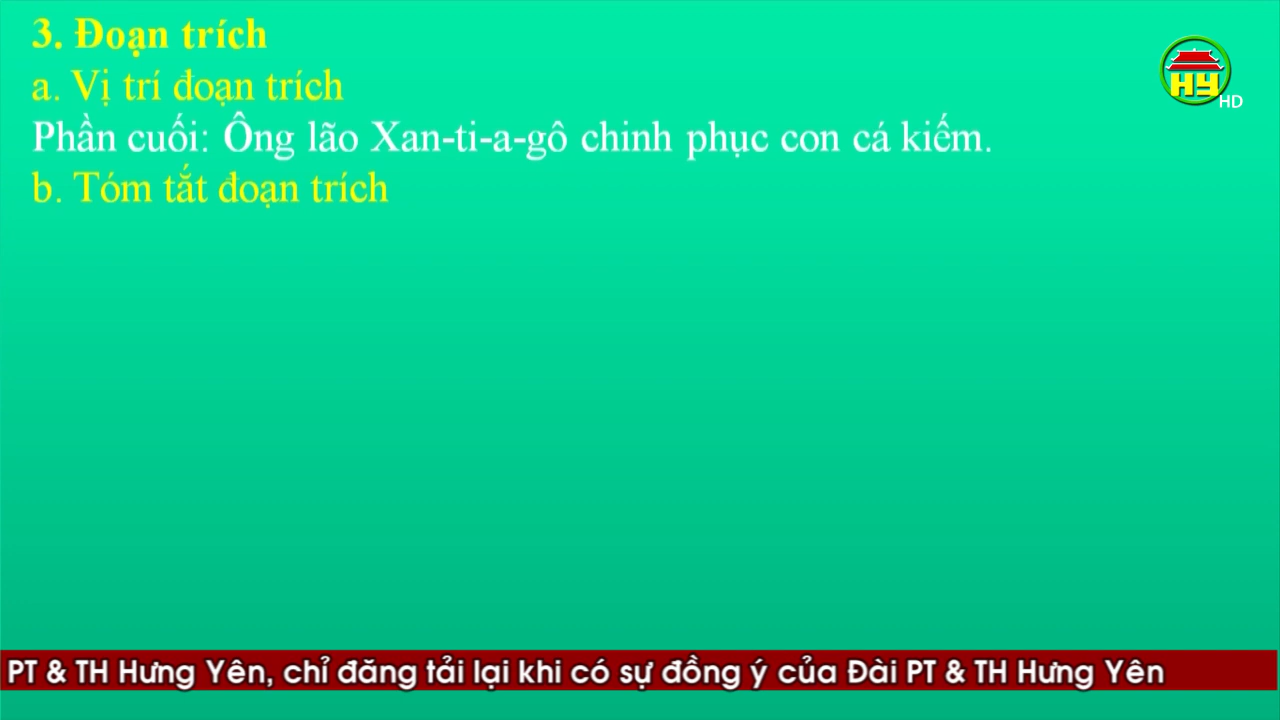 3. Đoạn trích
a. Vị trí đoạn trích
Phần cuối: Ông lão Xan-ti-a-gô chinh phục con cá kiếm.
b. Tóm tắt đoạn trích
HY
HD
PT & TH Hưng Yên, chỉ đăng tải lại khi có sự đồng ý của Đài PT & TH Hưng Yên